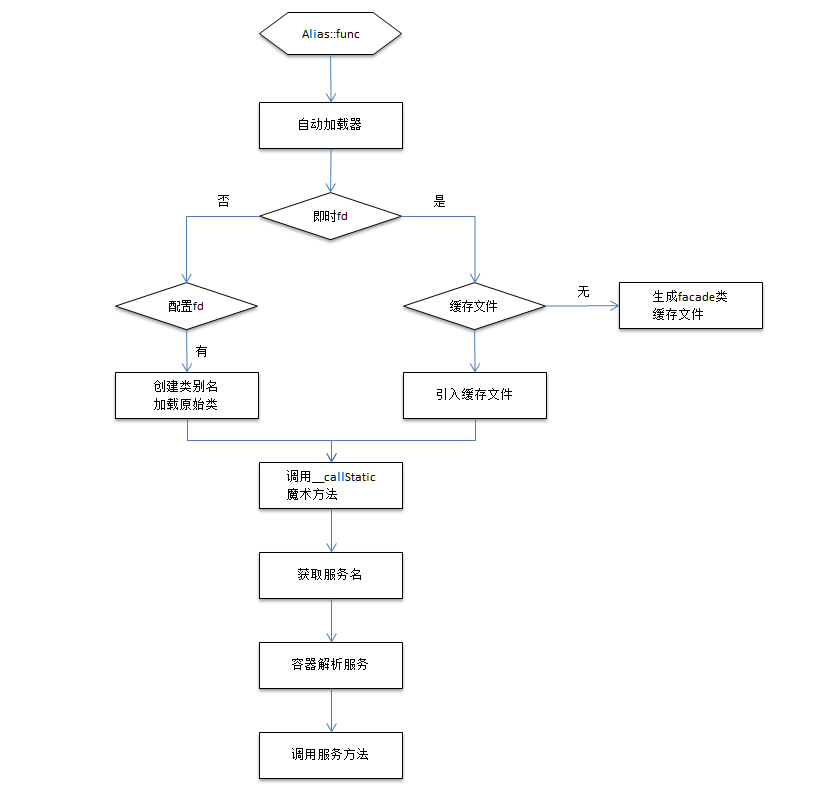 Alias::func
自动加载器
否
即时fd
是
配置fd
缓存文件
无
生成facade类
缓存文件
有
创建类别名
加载原始类
引入缓存文件
调用__callStatic
魔术方法
获取服务名
容器解析服务
调用服务方法